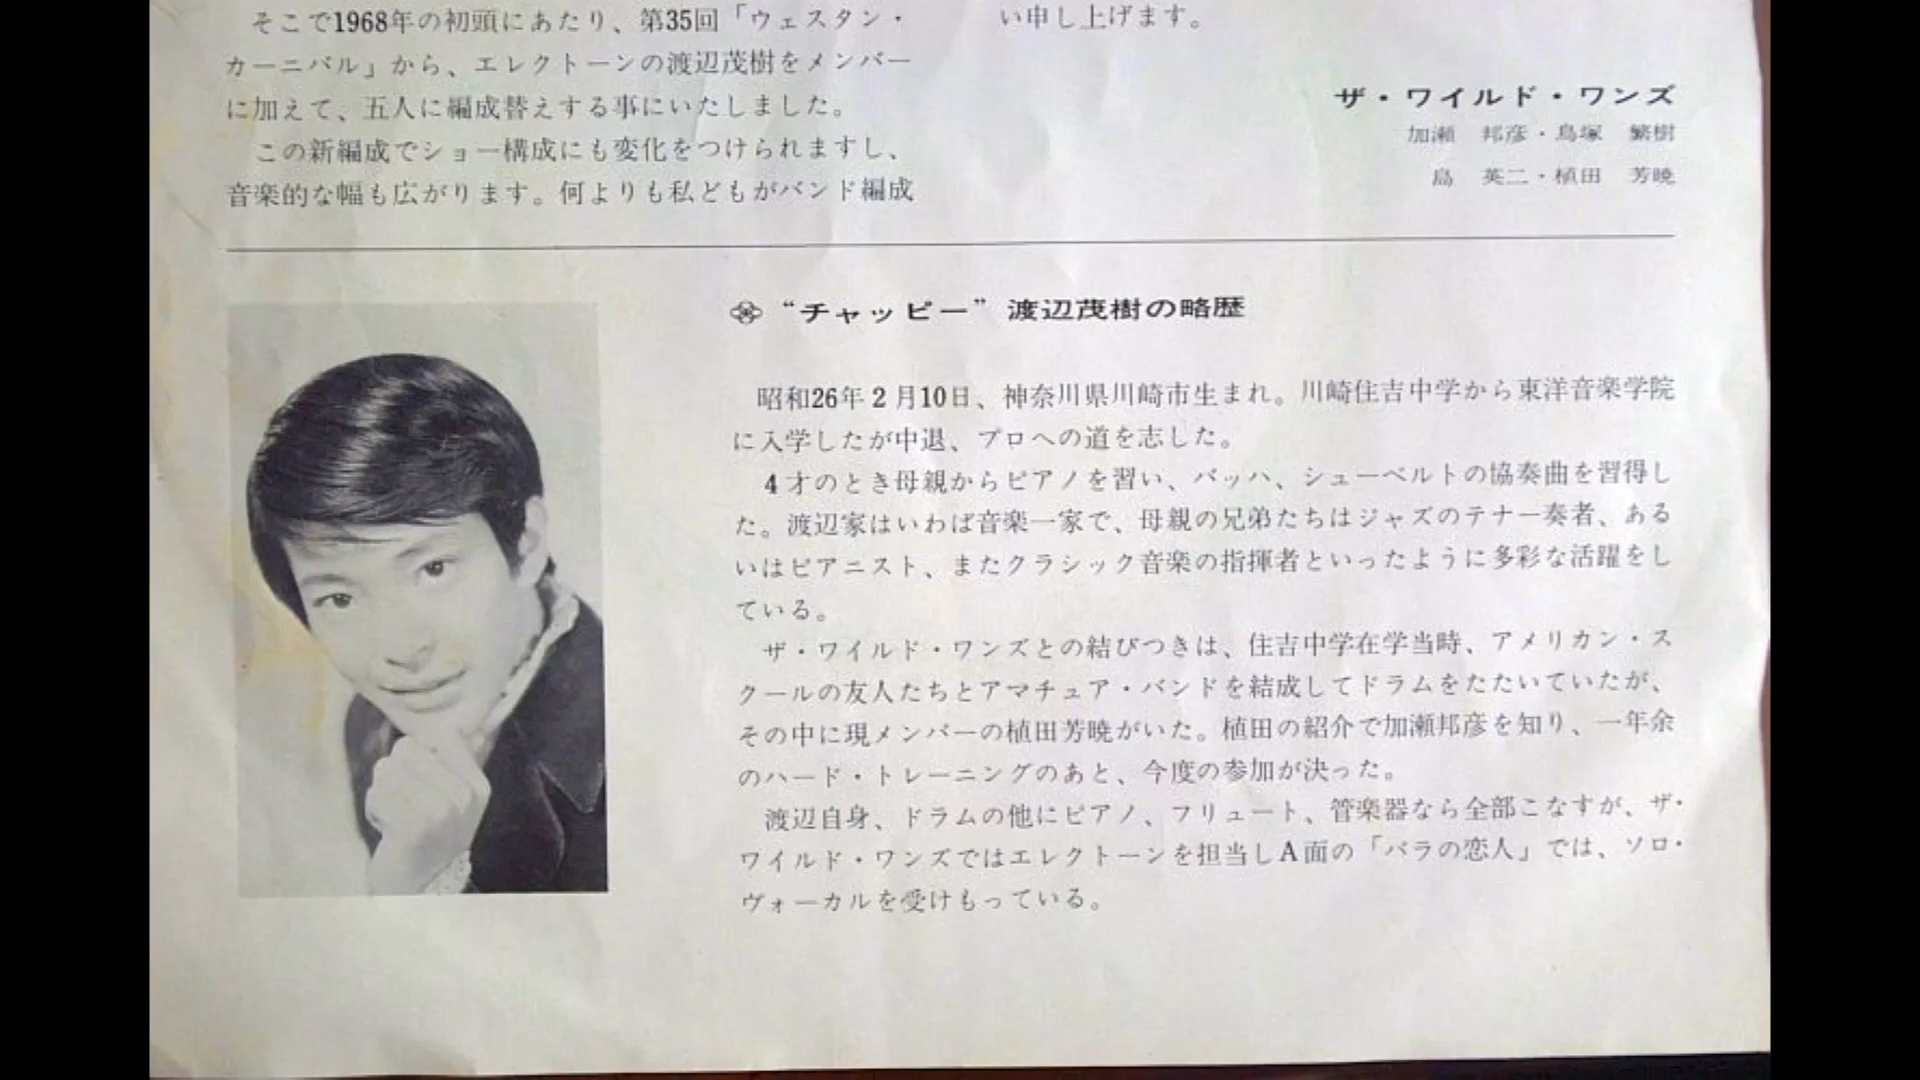 そこで1968年の初頭にあたり、第35回「ウェスタン・
カーニバル」から、エレクトーンの渡辺茂樹をメンバー
に加えて、五人に編成替えする事にいたしました。
この新編成でショー構成にも変化をつけられますし、
音楽的な幅も広がります。何よりも私どもがバンド編成
い申し上げます。
ザ・ワイルド・ワンズ
加瀬 邦彦・鳥塚 繁樹
島 英二・植田 芳暁
“チャッピー” 渡辺茂樹の略歴
昭和26年2月10日、神奈川県川崎市生まれ。川崎住吉中学から東洋音楽学院
に入学したが中退、プロへの道を志した。
4才のとき母親からピアノを習い、バッハ、シューベルトの協奏曲を習得し
た。渡辺家はいわば音楽一家で、母親の兄弟たちはジャズのテナー奏者、ある
いはピアニスト、またクラシック音楽の指揮者といったように多彩な活躍をし
ている。
ザ・ワイルド・ワンズとの結びつきは、住吉中学在学当時、アメリカン・ス
クールの友人たちとアマチュア・バンドを結成してドラムをたたいていたが、
その中に現メンバーの植田芳暁がいた。植田の紹介で加瀬邦彦を知り、一年余
のハード・トレーニングのあと、今度の参加が決った。
渡辺自身、ドラムの他にピアノ、フリュート、管楽器なら全部こなすが、ザ・
ワイルド・ワンズではエレクトーンを担当しA面の「バラの恋人」では、ソロ・
ヴォーカルを受けもっている。